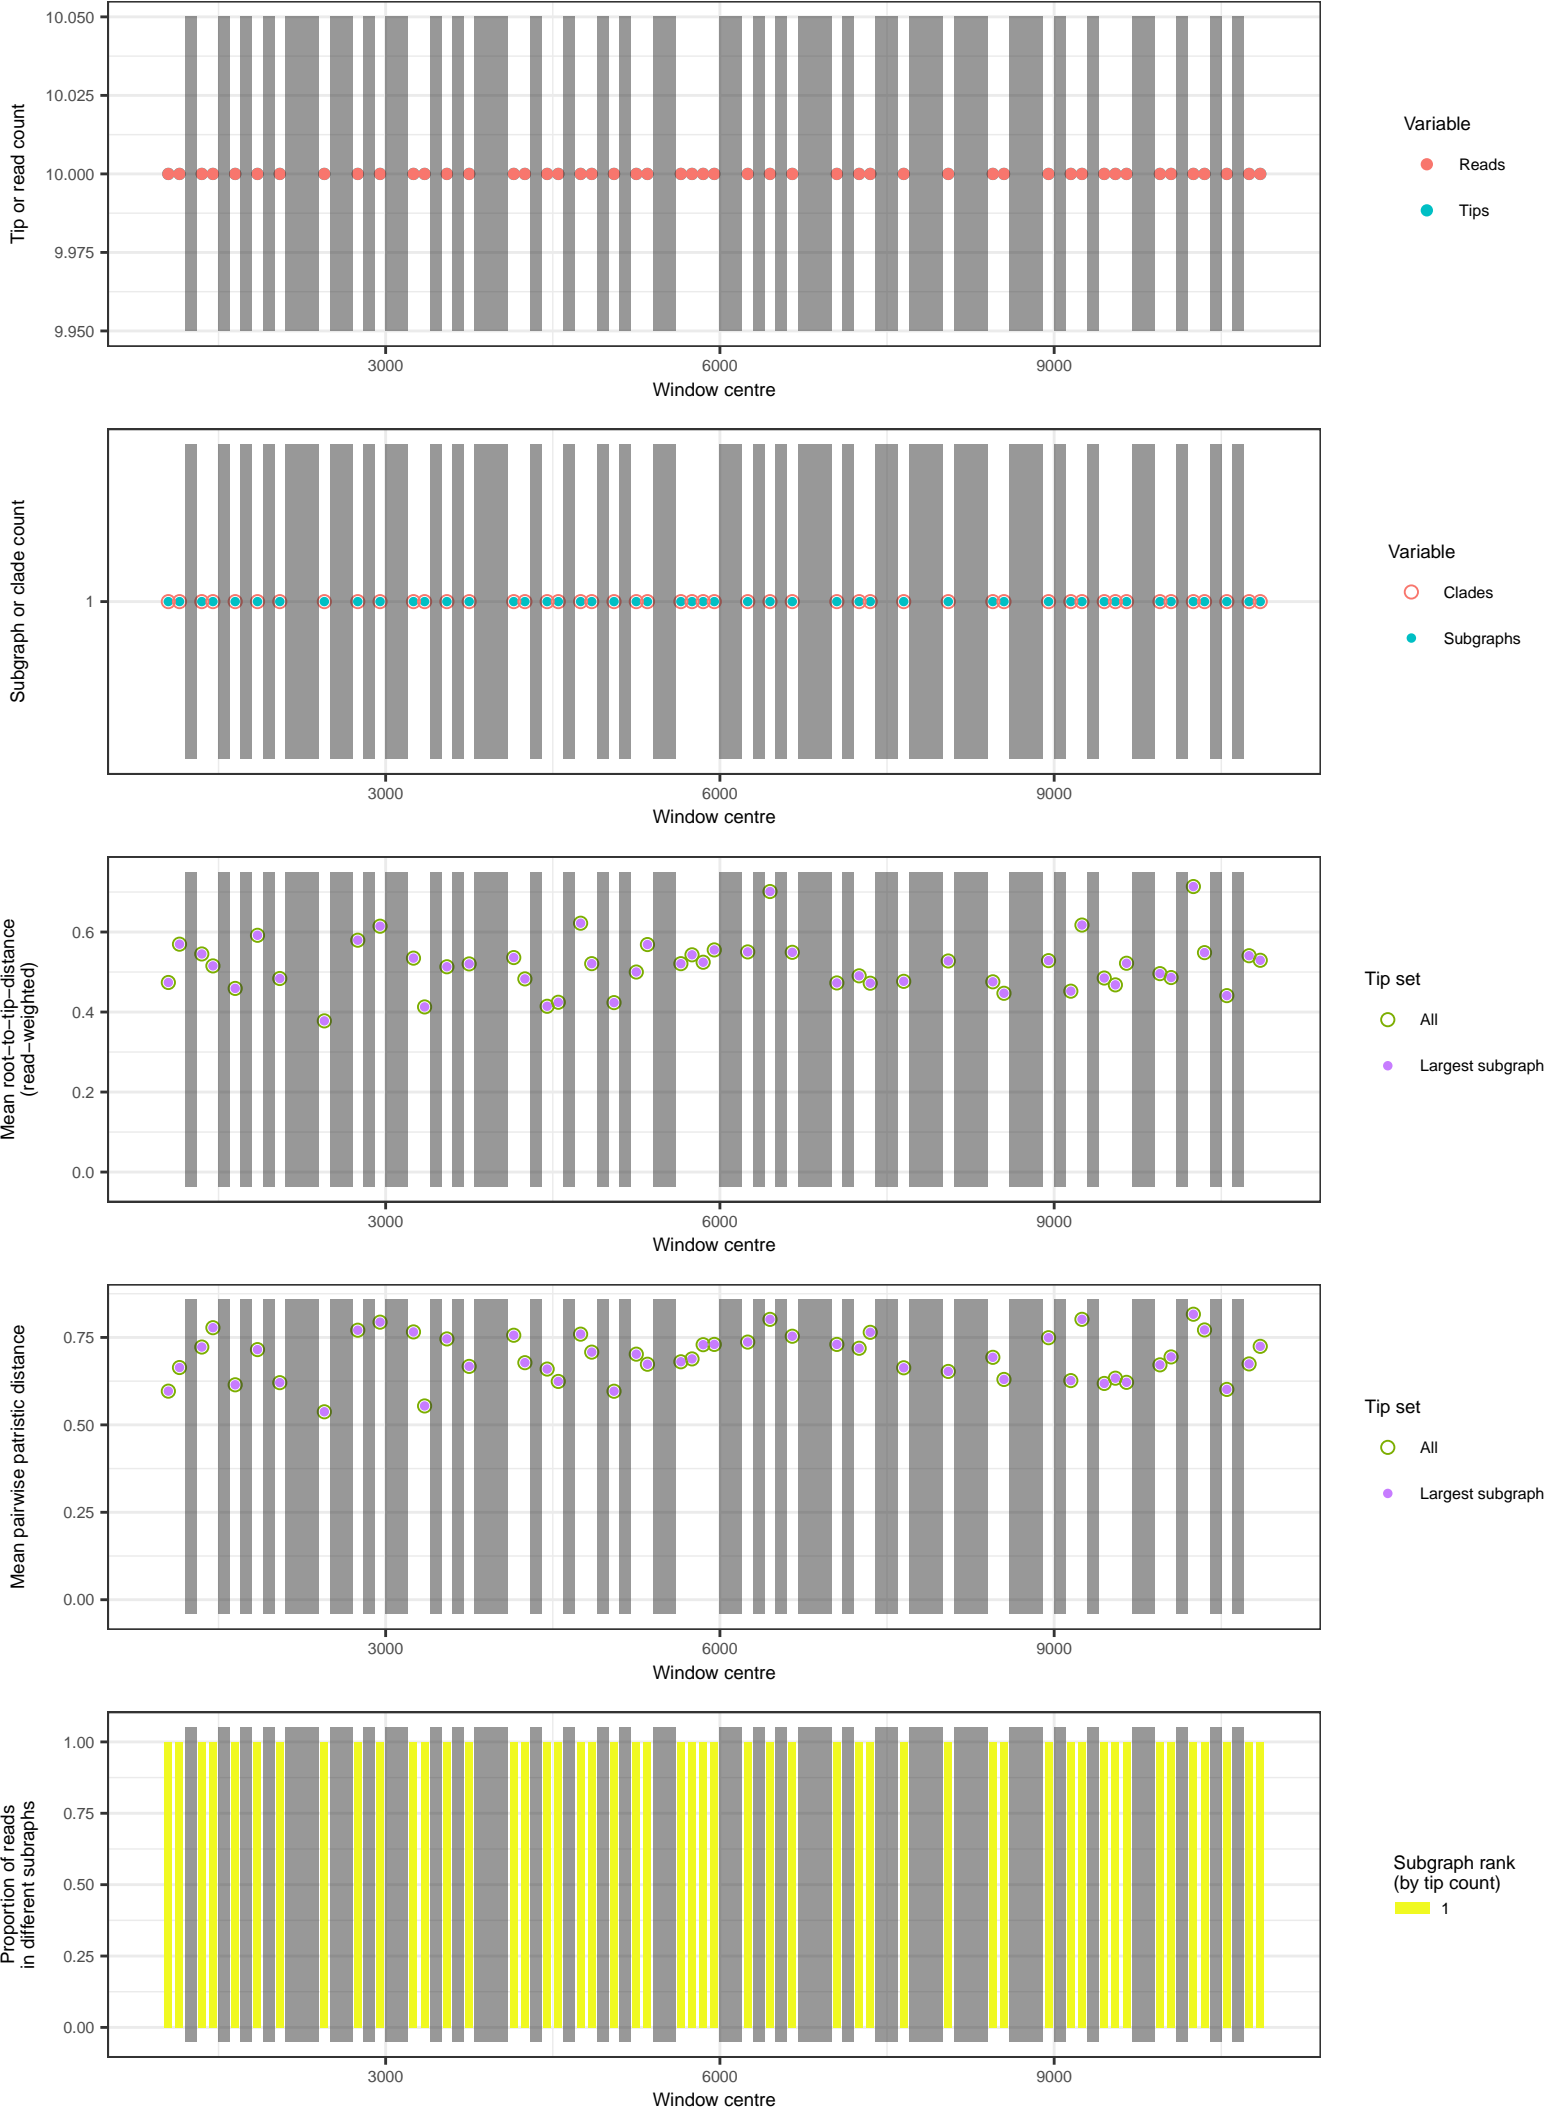 10.050
10.025
10.000
9.975
9.950
Tip or read count
3000
6000
9000
Window centre
Variable
Reads
Tips
1
Subgraph or clade count
3000
6000
9000
Window centre
Variable
Clades
Subgraphs
0.6
0.4
0.2
0.0
Mean root−to−tip−distance
(read−weighted)
3000
6000
9000
Window centre
Tip set
All
Largest subgraph
0.75
0.50
0.25
0.00
Mean pairwise patristic distance
3000
6000
9000
Window centre
Tip set
All
Largest subgraph
1.00
0.75
0.50
0.25
0.00
Proportion of reads
in different subraphs
3000
6000
9000
Window centre
Subgraph rank
(by tip count)
1